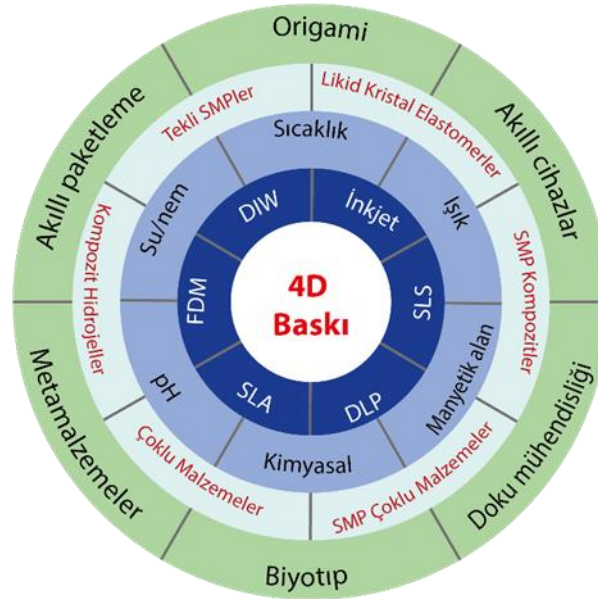 Origami
Akıllı cihazlar
Doku mühendisliği
Biyotıp
Metamalzemeler
Akıllı paketleme
Tekli SMPler
Likid Kristal Elastomerler
SMP Kompozitler
SMP Çoklu Malzemeler
Çoklu Malzemeler
Kompozit Hidrojeller
Sıcaklık
Işık
Manyetik alan
Kimyasal
pH
Su/nem
DIW
İnkjet
SLS
DLP
SLA
FDM
4D
Baskı